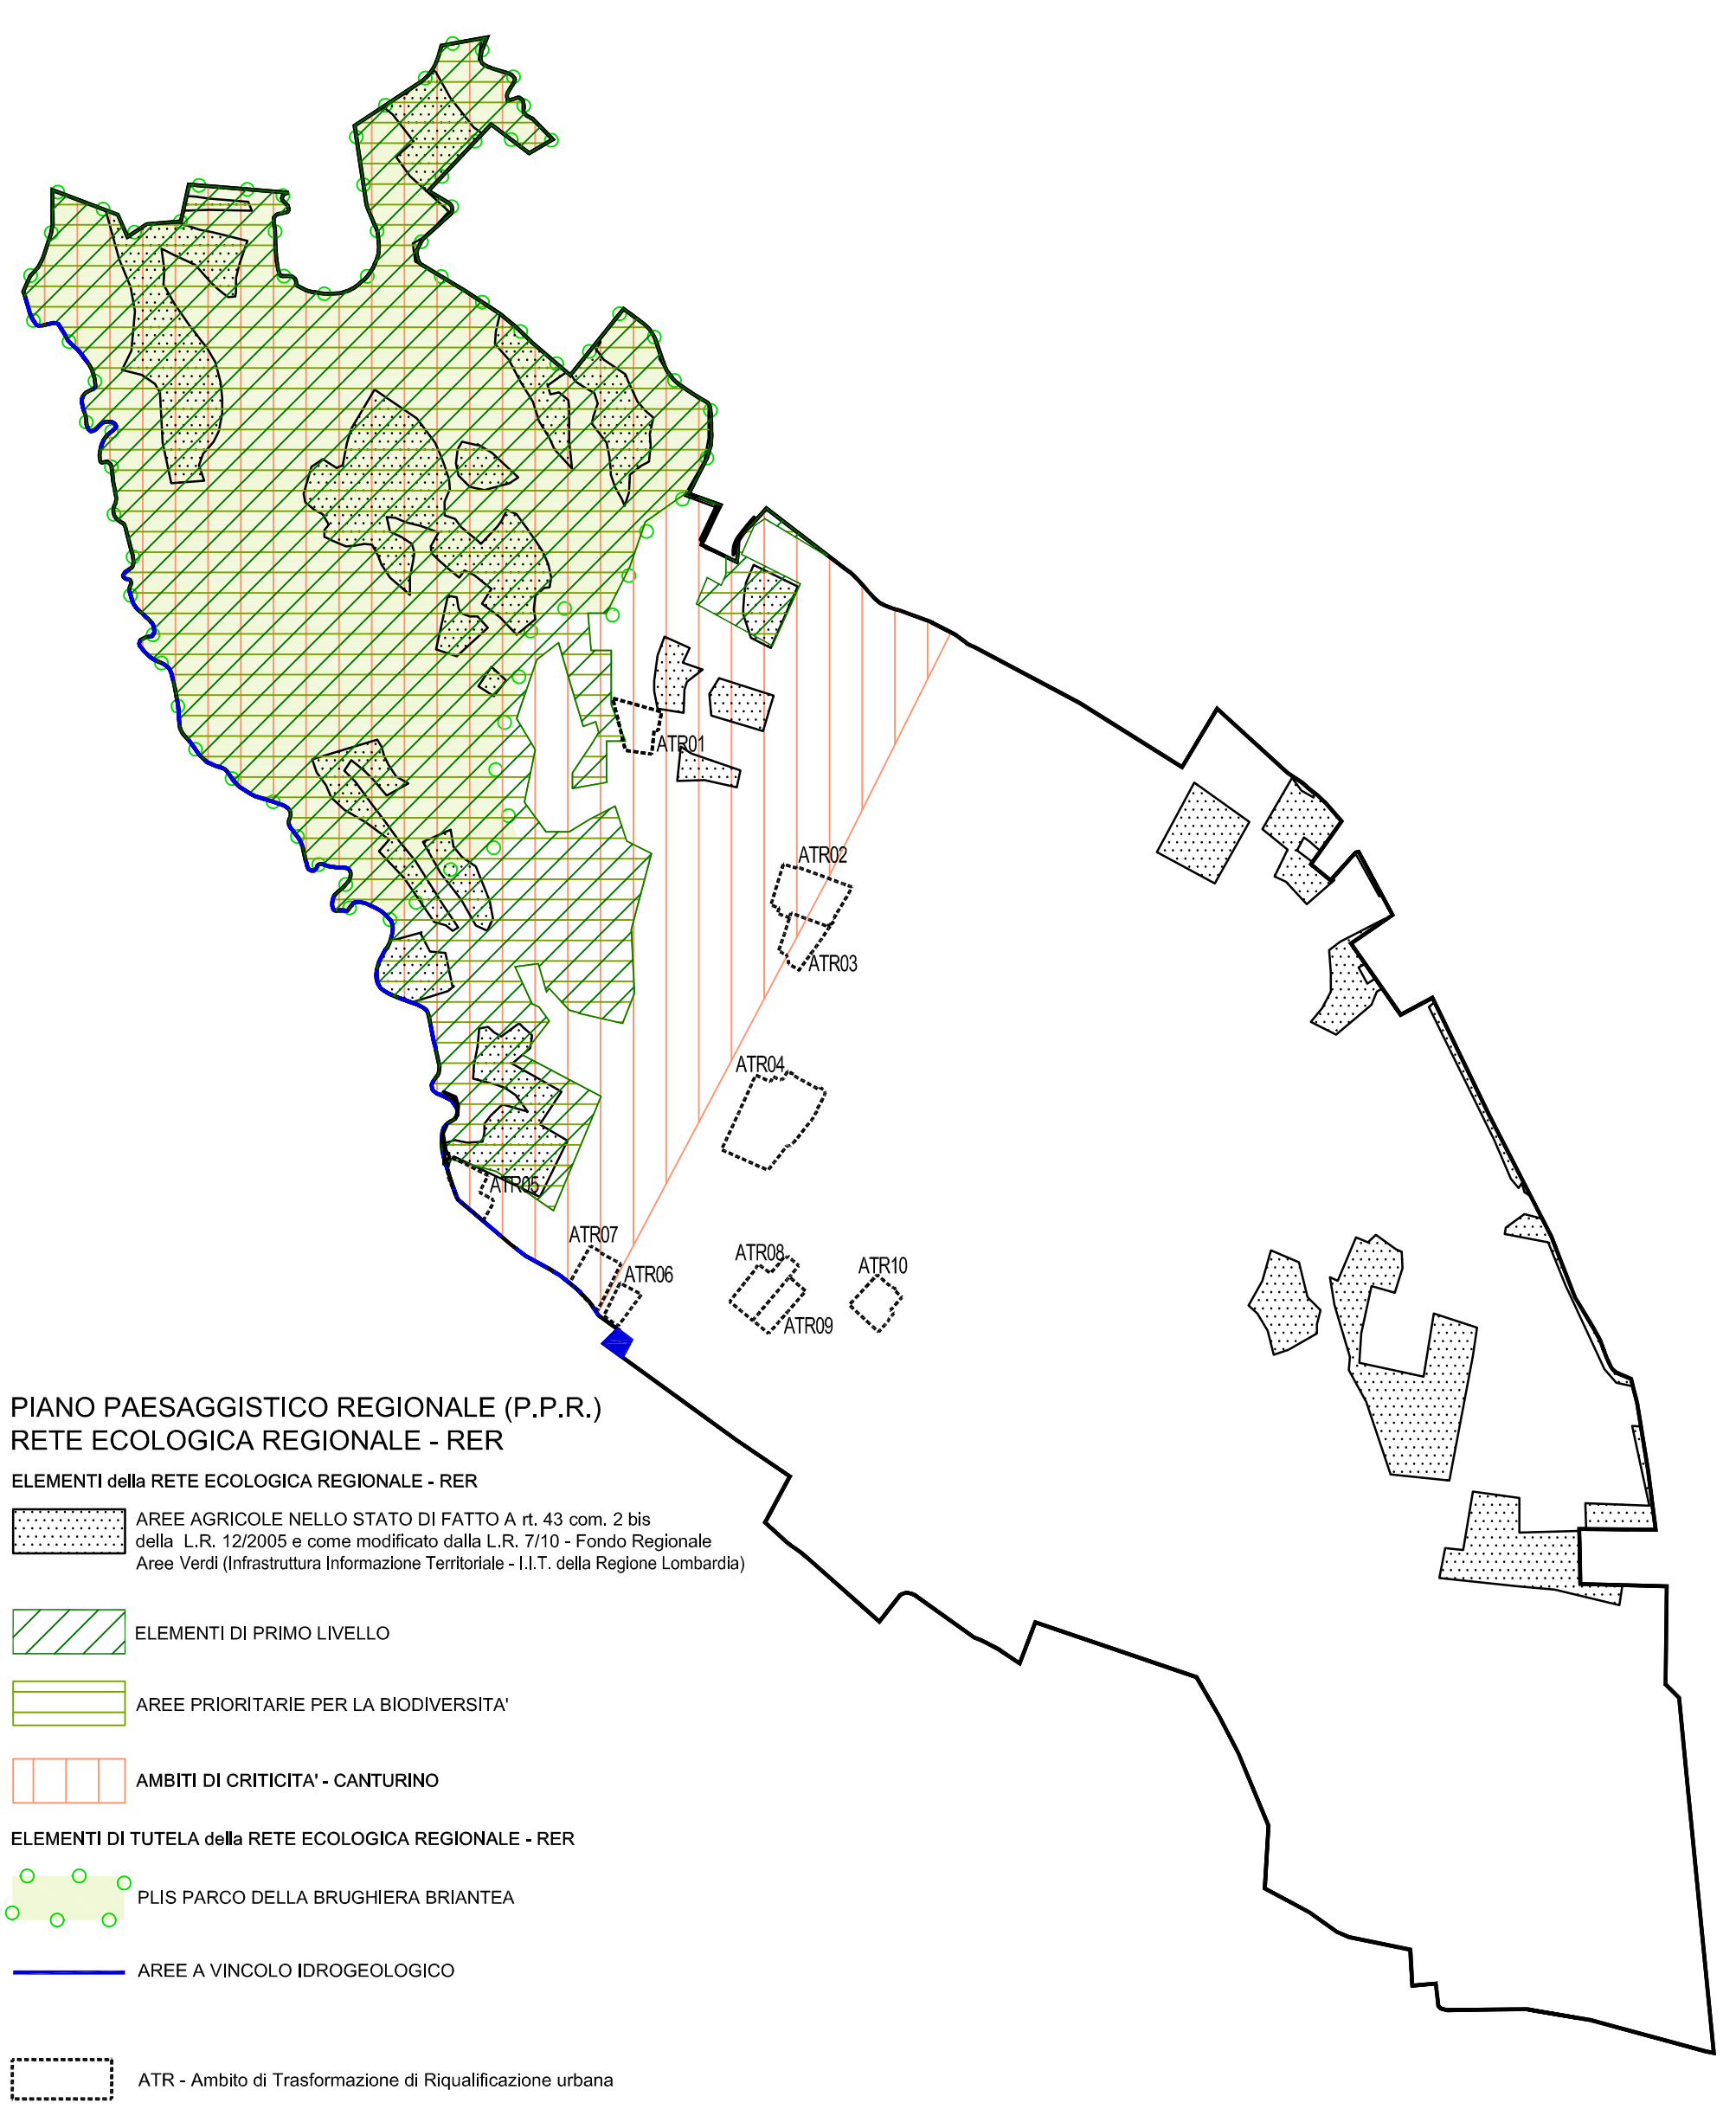 ATR01
ATR02
ATR03
ATR04
ATR05
ATR07
ATR06
ATR08
ATR10
ATR09
PIANO PAESAGGISTICO REGIONALE (P.P.R.)
RETE ECOLOGICA REGIONALE - RER
ELEMENTI della RETE ECOLOGICA REGIONALE - RER
AREE AGRICOLE NELLO STATO DI FATTO A rt. 43 com. 2 bis
della L.R. 12/2005 e come modificato dalla L.R. 7/10 - Fondo Regionale
Aree Verdi (Infrastruttura Informazione Territoriale - I.I.T. della Regione Lombardia)
ELEMENTI DI PRIMO LIVELLO
AREE PRIORITARIE PER LA BIODIVERSITA'
AMBITI DI CRITICITA' - CANTURINO
ELEMENTI DI TUTELA della RETE ECOLOGICA REGIONALE - RER
PLIS PARCO DELLA BRUGHIERA BRIANTEA
AREE A VINCOLO IDROGEOLOGICO
ATR - Ambito di Trasformazione di Riqualificazione urbana